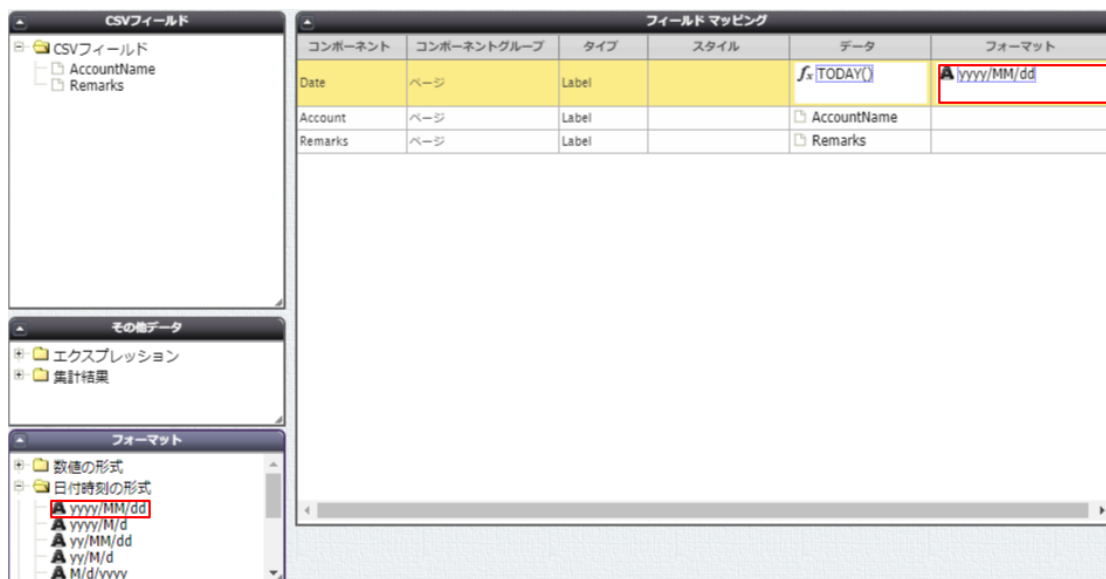 CSVフィールド
CSVフィールド
AccountName
Remarks
その他データ
エクスプレッション
集計結果
フォーマット
数値の形式
日付時刻の形式
yyyy/MM/dd
yyyy/M/d
yy/MM/dd
yy/M/d
M/d/yyyy
フィールド マッピング
コンポーネント コンポーネントグループ タイプ スタイル データ フォーマット
Date ページ Label fx TODAY() A yyyy/MM/dd
Account ページ Label AccountName
Remarks ページ Label Remarks